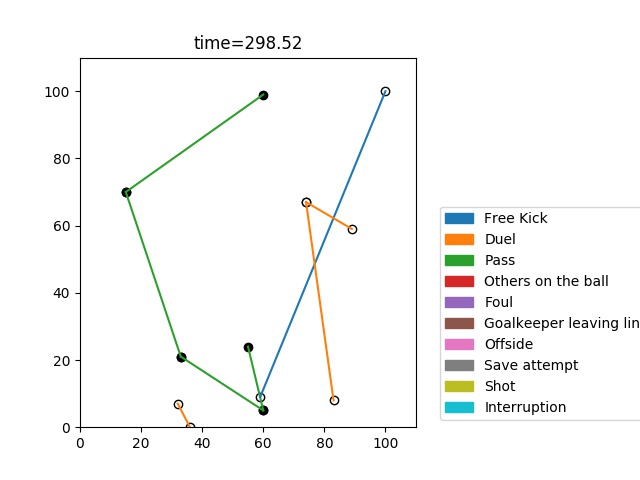 time=298.52
100
80
60
40
20
0
0 20 40 60 80 100
Free Kick
Duel
Pass
Others on the ball
Foul
Goalkeeper leaving lin
Offside
Save attempt
Shot
Interruption